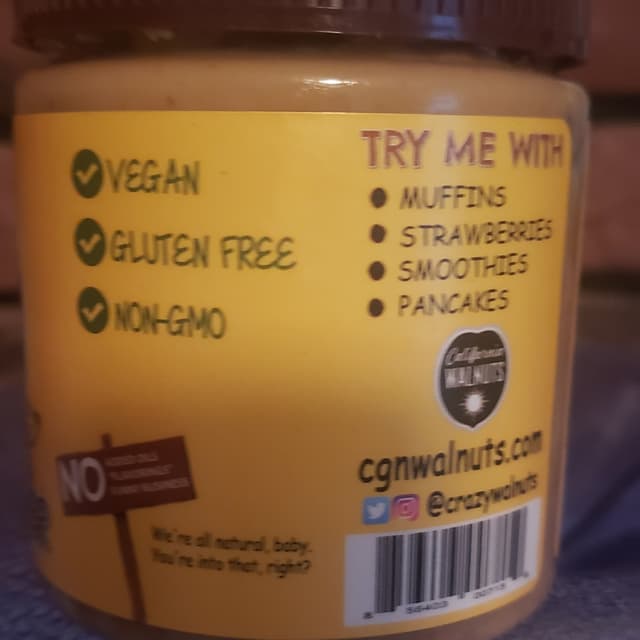 VEGAN
GLUTEN FREE
NON-GMO
TRY ME WITH
MUFFINS
STRAWBERRIES
SMOOTHIES
PANCAKES
California
WALNUTS
cgnwalnuts.com
@crazywalnuts
NO
We're all natural, baby.
You're into that, right?